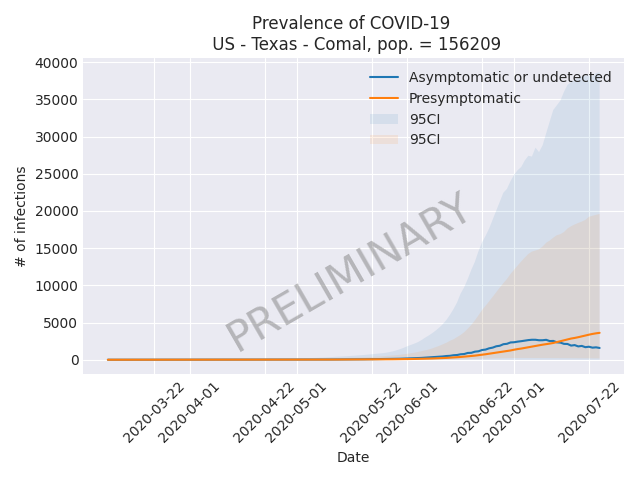 Prevalence of COVID-19
US - Texas - Comal, pop. = 156209
Asymptomatic or undetected
Presymptomatic
95CI
95CI
40000
35000
30000
25000
20000
15000
10000
5000
0
# of infections
PRELIMINARY
2020-03-22
2020-04-01
2020-04-22
2020-05-01
2020-05-22
2020-06-01
2020-06-22
2020-07-01
2020-07-22
Date